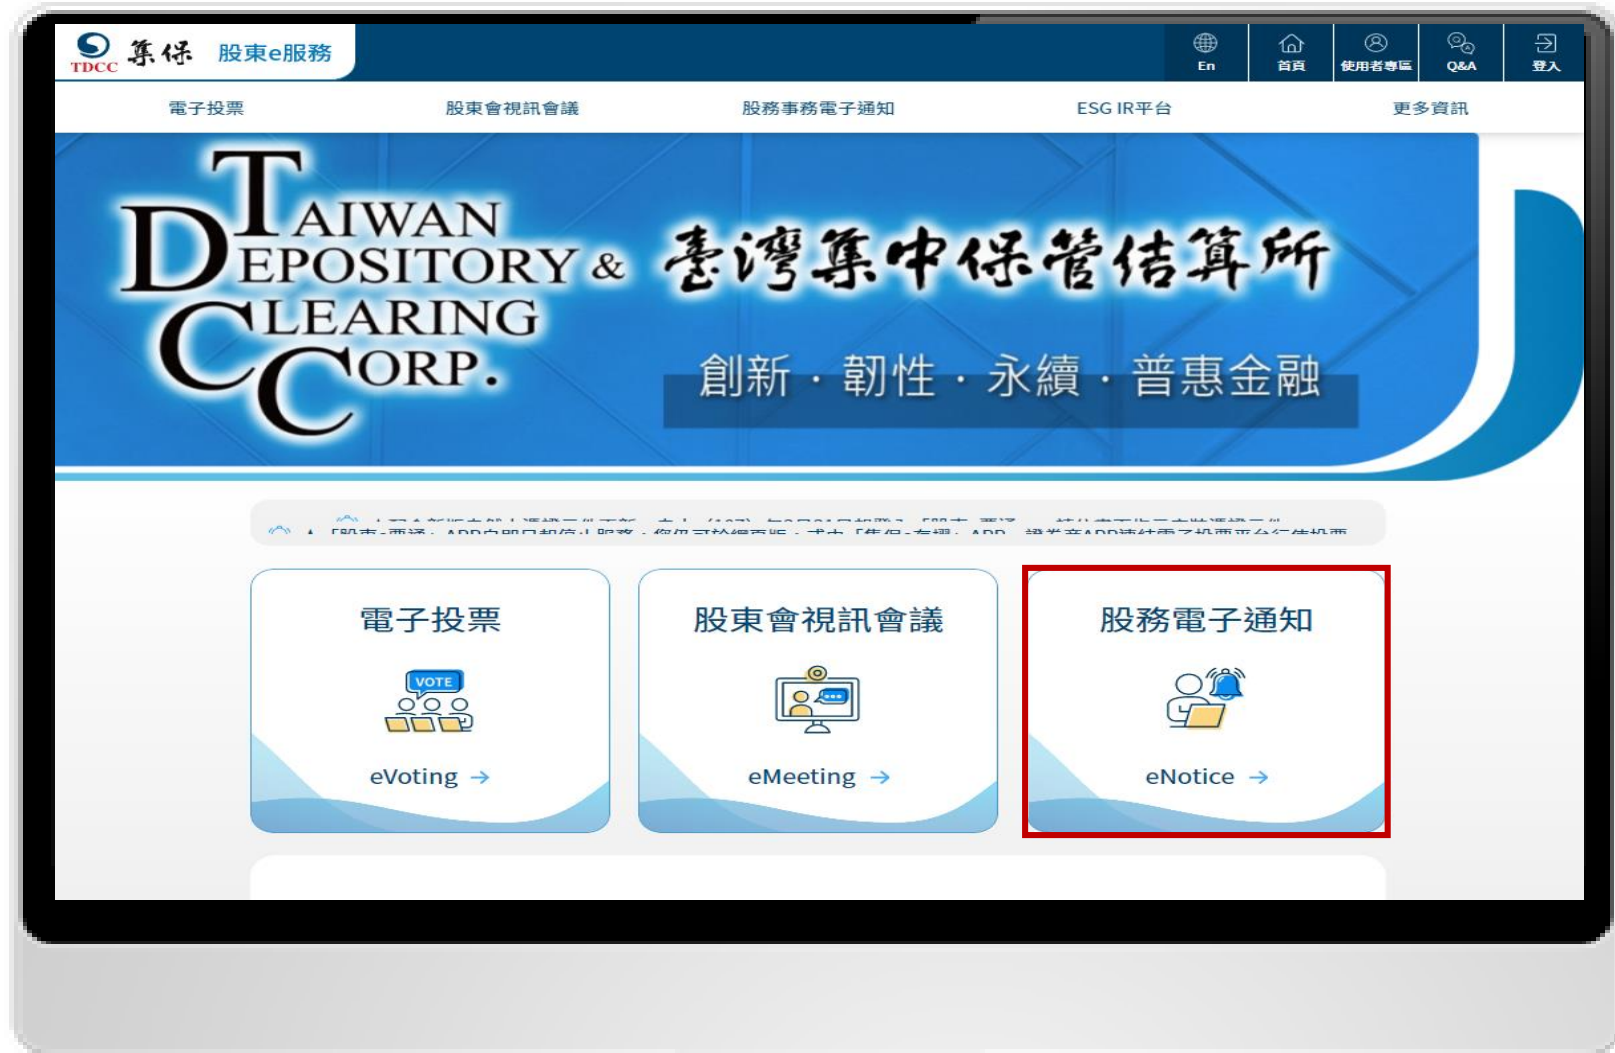 TDCC 集保 股東e服務
En 首頁 使用者專區 Q&A 登入
電子投票 股東會視訊會議 股務事務電子通知 ESG IR平台 更多資訊
TAIWAN
DEPOSITORY &
CLEARING
CORP.
臺灣集中保管結算所
創新・韌性・永續・普惠金融
電子投票 股東會視訊會議 股務電子通知
VOTE
eVoting → eMeeting → eNotice →